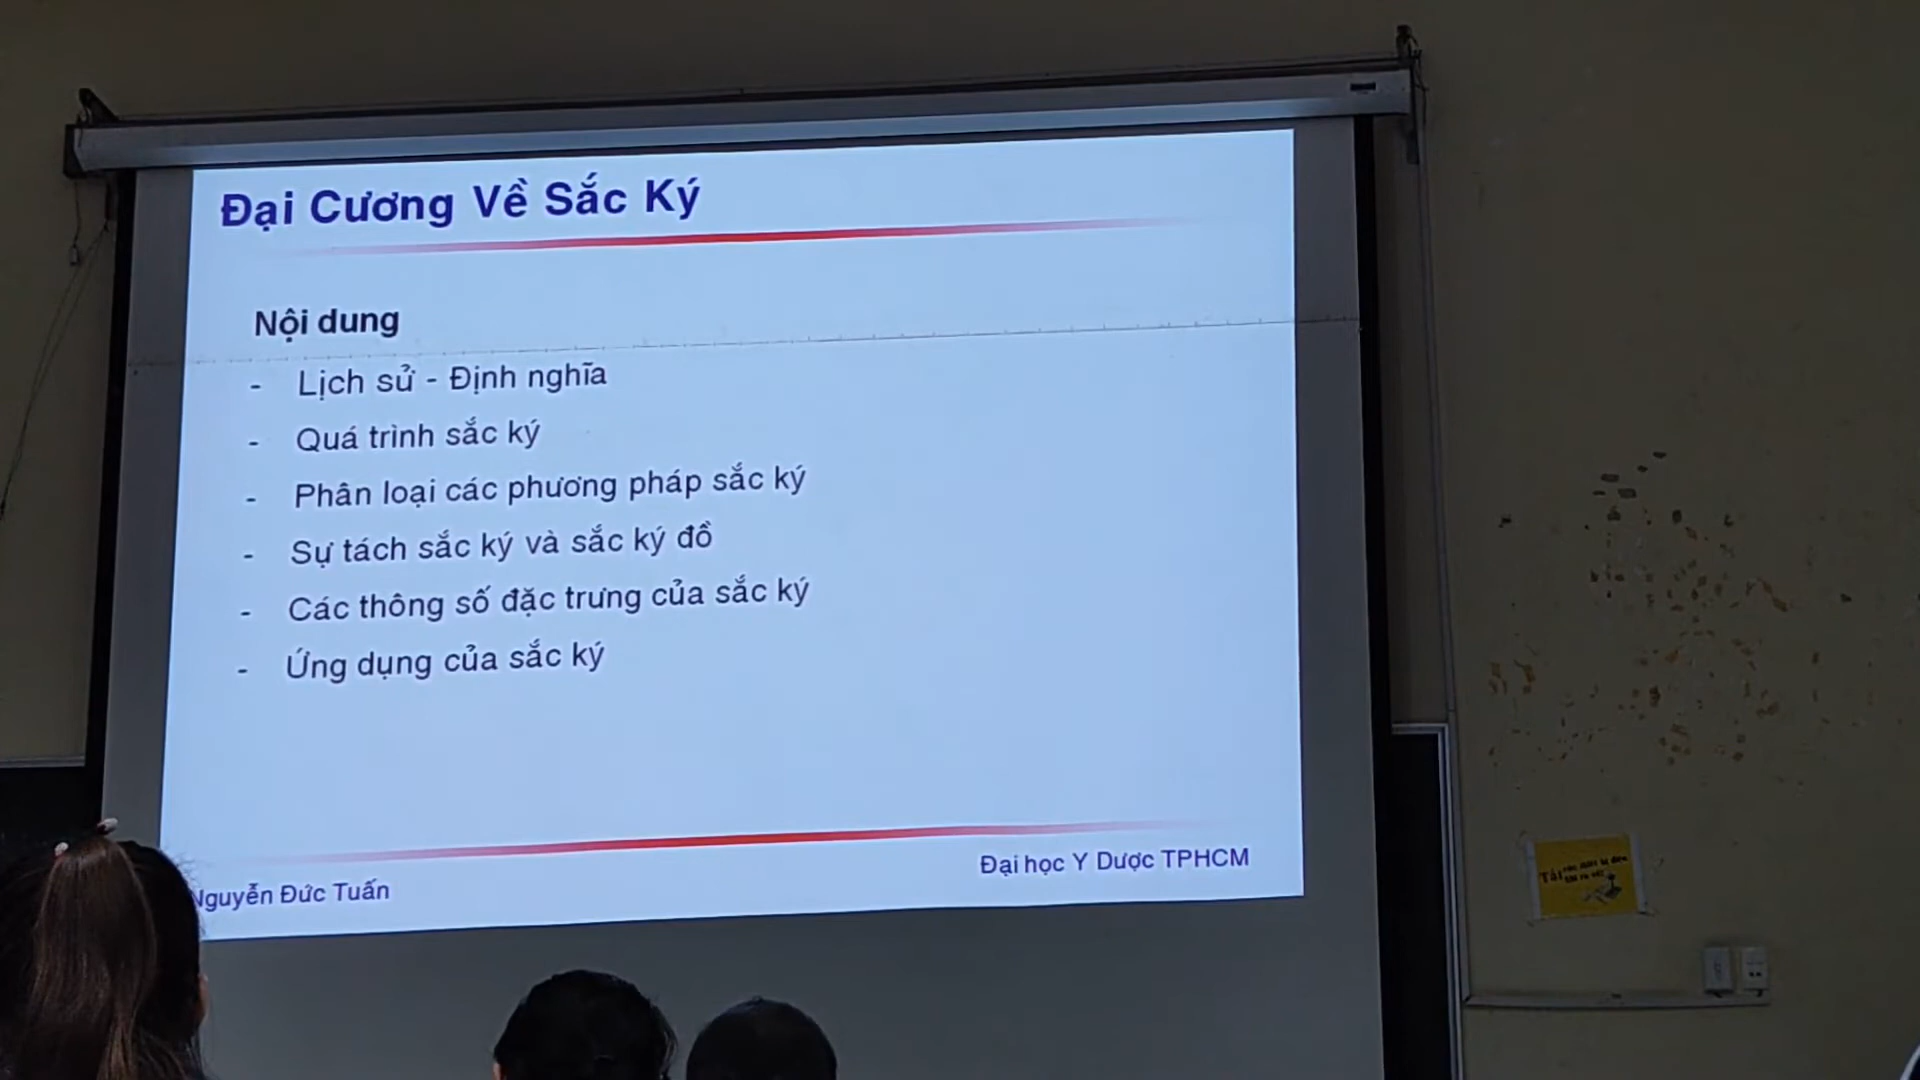 Đại Cương Về Sắc Ký
Nội dung
- Lịch sử - Định nghĩa
- Quá trình sắc ký
- Phân loại các phương pháp sắc ký
- Sự tách sắc ký và sắc ký đồ
- Các thông số đặc trưng của sắc ký
- Ứng dụng của sắc ký
Nguyễn Đức Tuấn
Đại học Y Dược TPHCM
Tắt